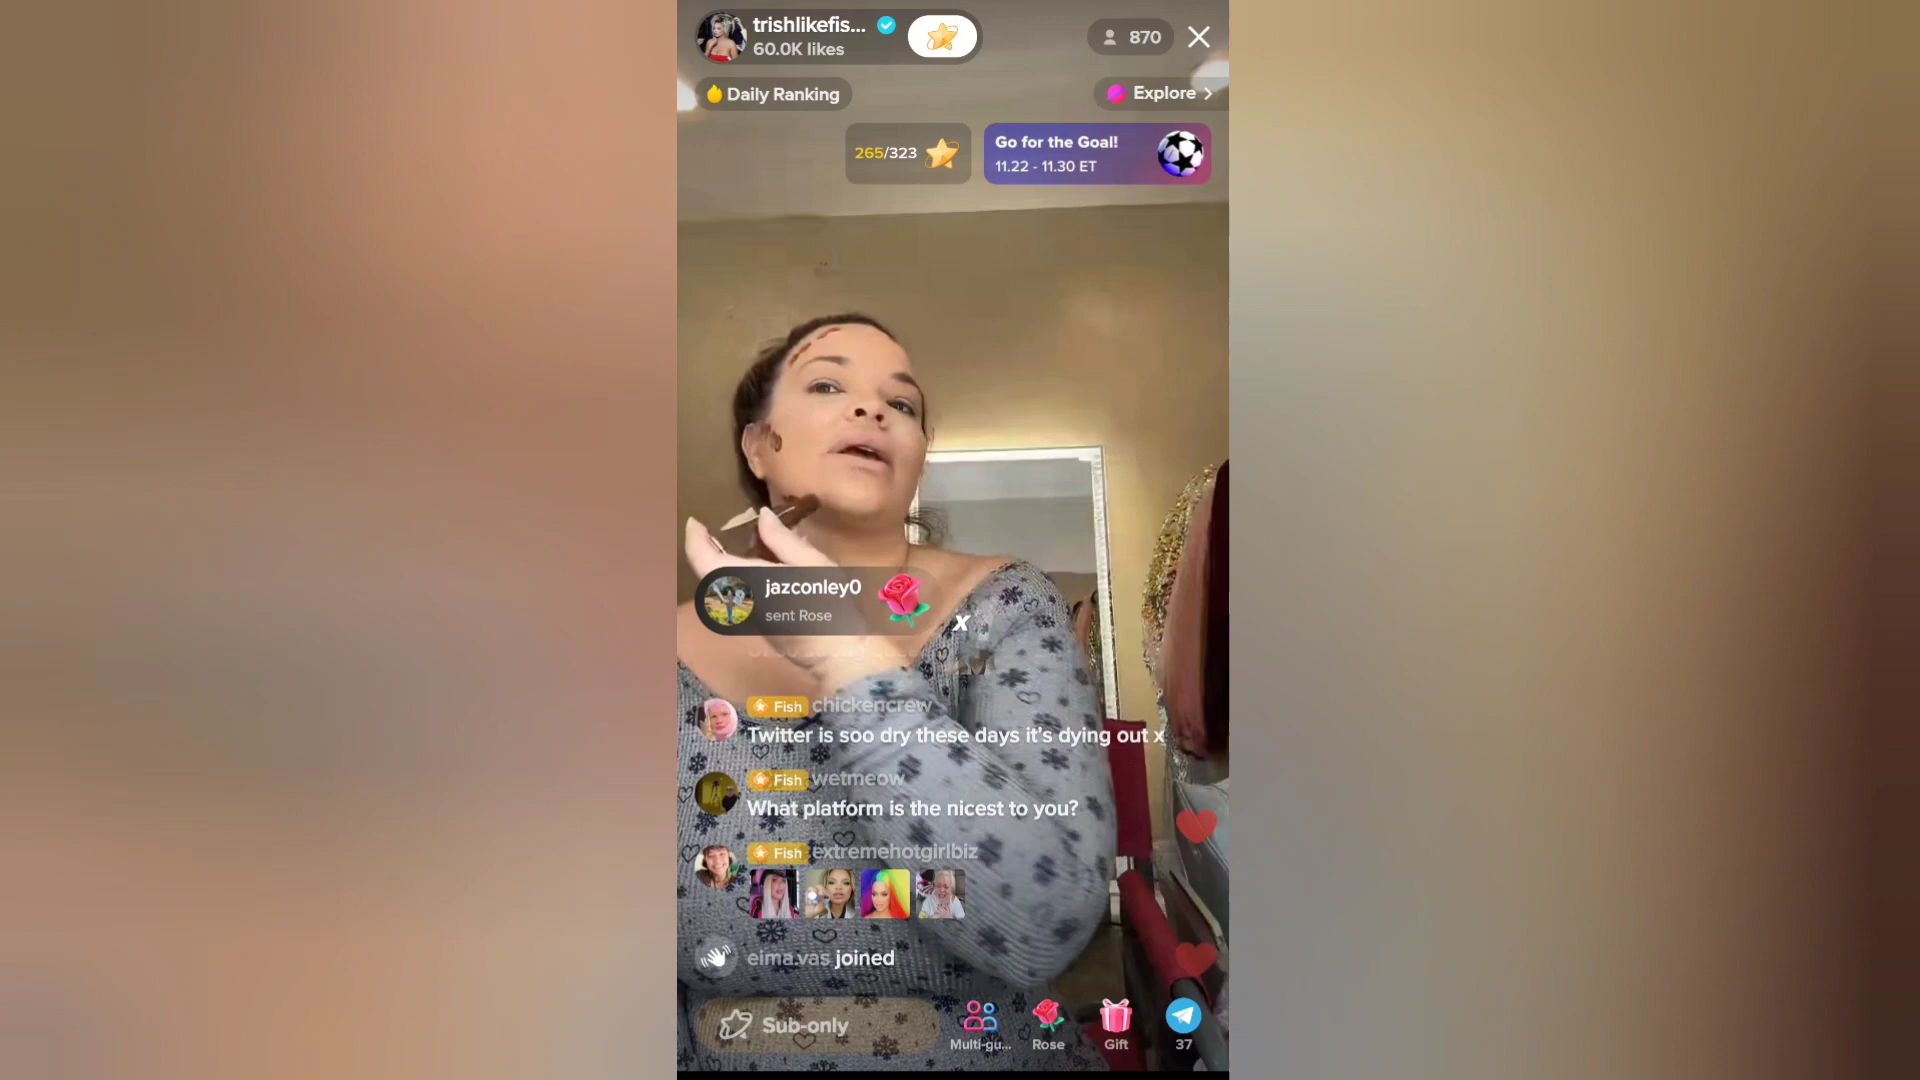 trishlikefis...
60.0K likes
870
Daily Ranking
Explore
265/323
Go for the Goal!
11.22 - 11.30 ET
jazconley0
sent Rose
x
Fish chickencrew
Twitter is soo dry these days it's dying out x
Fish wetmeow
What platform is the nicest to you?
Fish extremehotgirlbiz
eima.vas joined
Sub-only
Multi-gu...
Rose
Gift
37